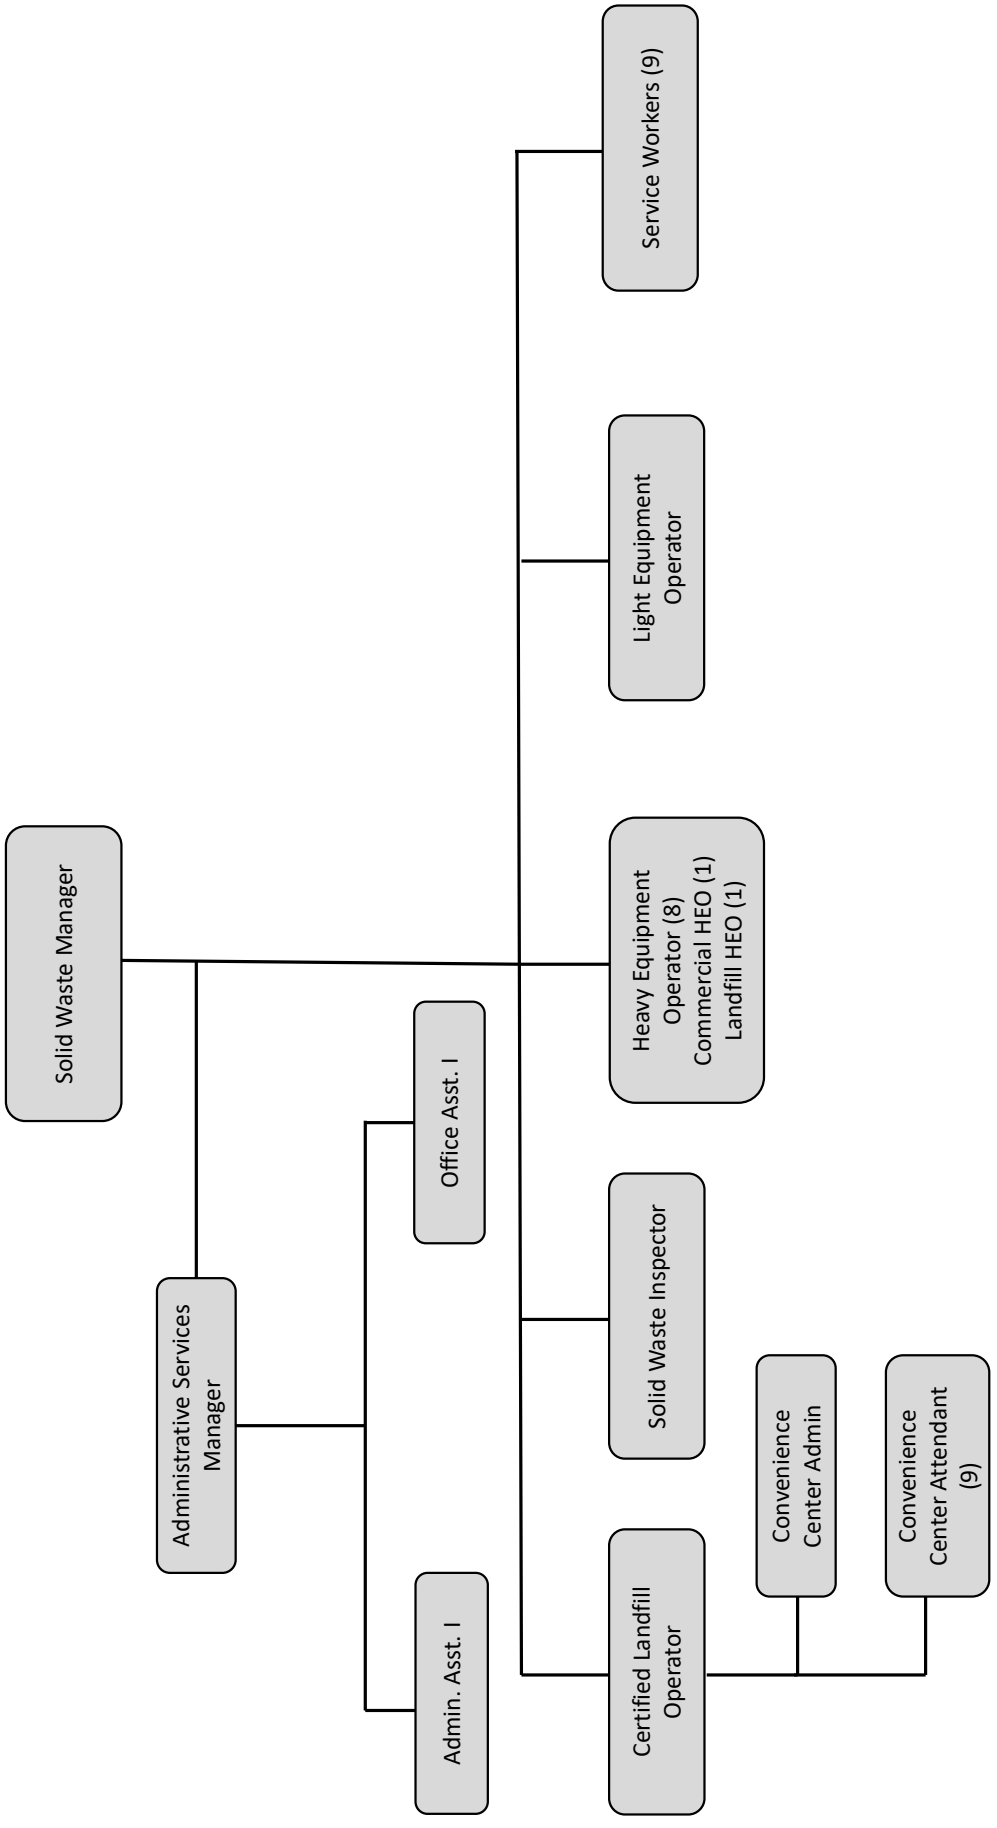 Solid Waste Manager
Administrative Services
Manager
Admin. Asst. I
Office Asst. I
Certified Landfill
Operator
Solid Waste Inspector
Heavy Equipment
Operator (8)
Commercial HEO (1)
Landfill HEO (1)
Light Equipment
Operator
Service Workers (9)
Convenience
Center Admin
Convenience
Center Attendant
(9)